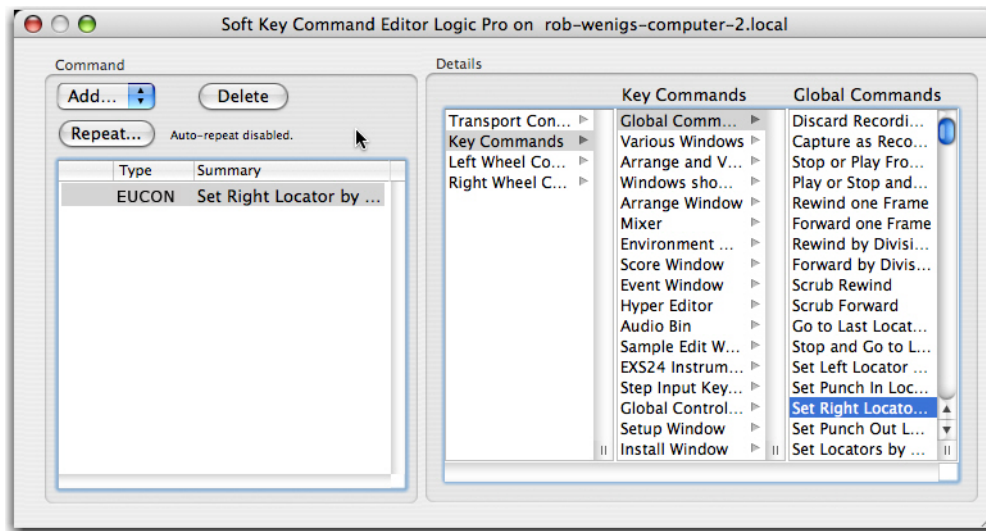 Soft Key Command Editor Logic Pro on rob-wenigs-computer-2.local
Command
Add...
Delete
Repeat...
Auto-repeat disabled.
Type Summary
EUCON Set Right Locator by ...
Details
Key Commands
Global Commands
Transport Con...
Key Commands
Left Wheel Co...
Right Wheel C...
Global Comm...
Various Windows
Arrange and V...
Windows sho...
Arrange Window
Mixer
Environment ...
Score Window
Event Window
Hyper Editor
Audio Bin
Sample Edit W...
EXS24 Instrum...
Step Input Key...
Global Control...
Setup Window
Install Window
Discard Recordi...
Capture as Reco...
Stop or Play Fro...
Play or Stop and...
Rewind one Frame
Forward one Frame
Rewind by Divisi...
Forward by Divis...
Scrub Rewind
Scrub Forward
Go to Last Locat...
Stop and Go to L...
Set Left Locator ...
Set Punch In Loc...
Set Right Locato...
Set Punch Out L...
Set Locators by ...